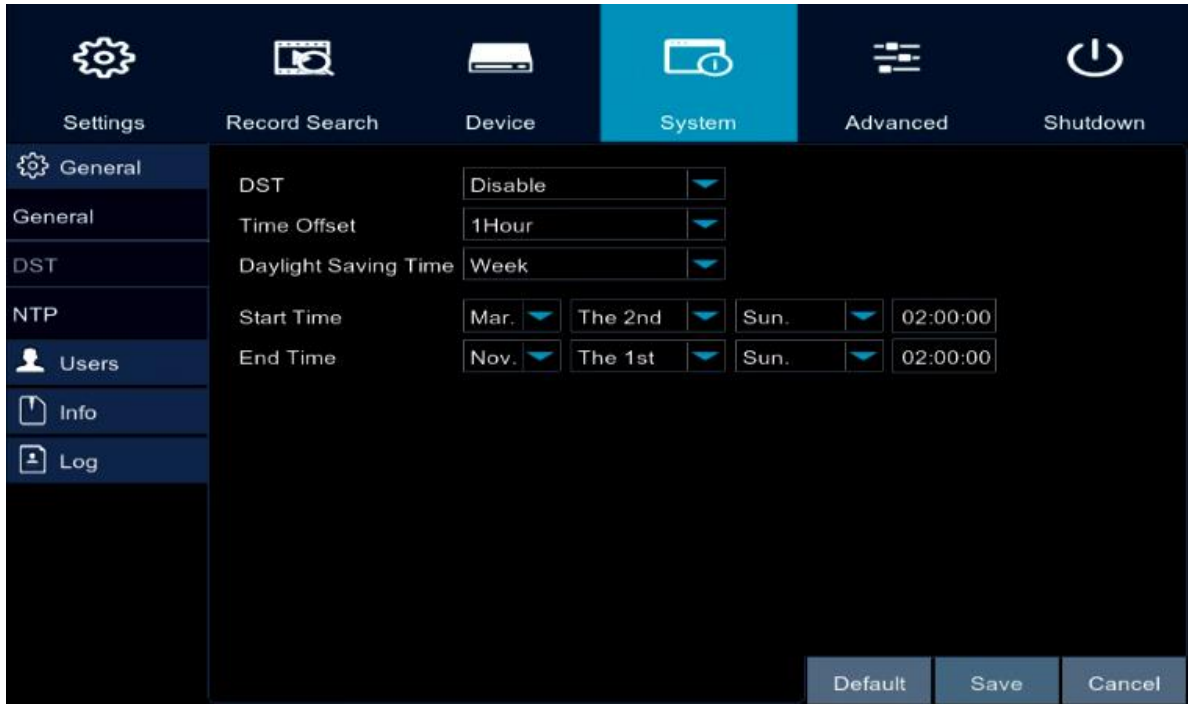 Settings Record Search Device System Advanced Shutdown
General
General
DST
NTP
Users
Info
Log
DST Disable
Time Offset 1Hour
Daylight Saving Time Week
Start Time Mar. The 2nd Sun. 02:00:00
End Time Nov. The 1st Sun. 02:00:00
Default Save Cancel